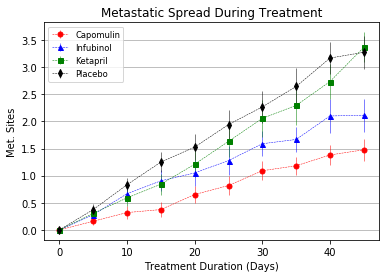 Metastatic Spread During Treatment
Capomulin
Infubinol
Ketapril
Placebo
Met. Sites
3.5
3.0
2.5
2.0
1.5
1.0
0.5
0.0
0
10
20
30
40
Treatment Duration (Days)